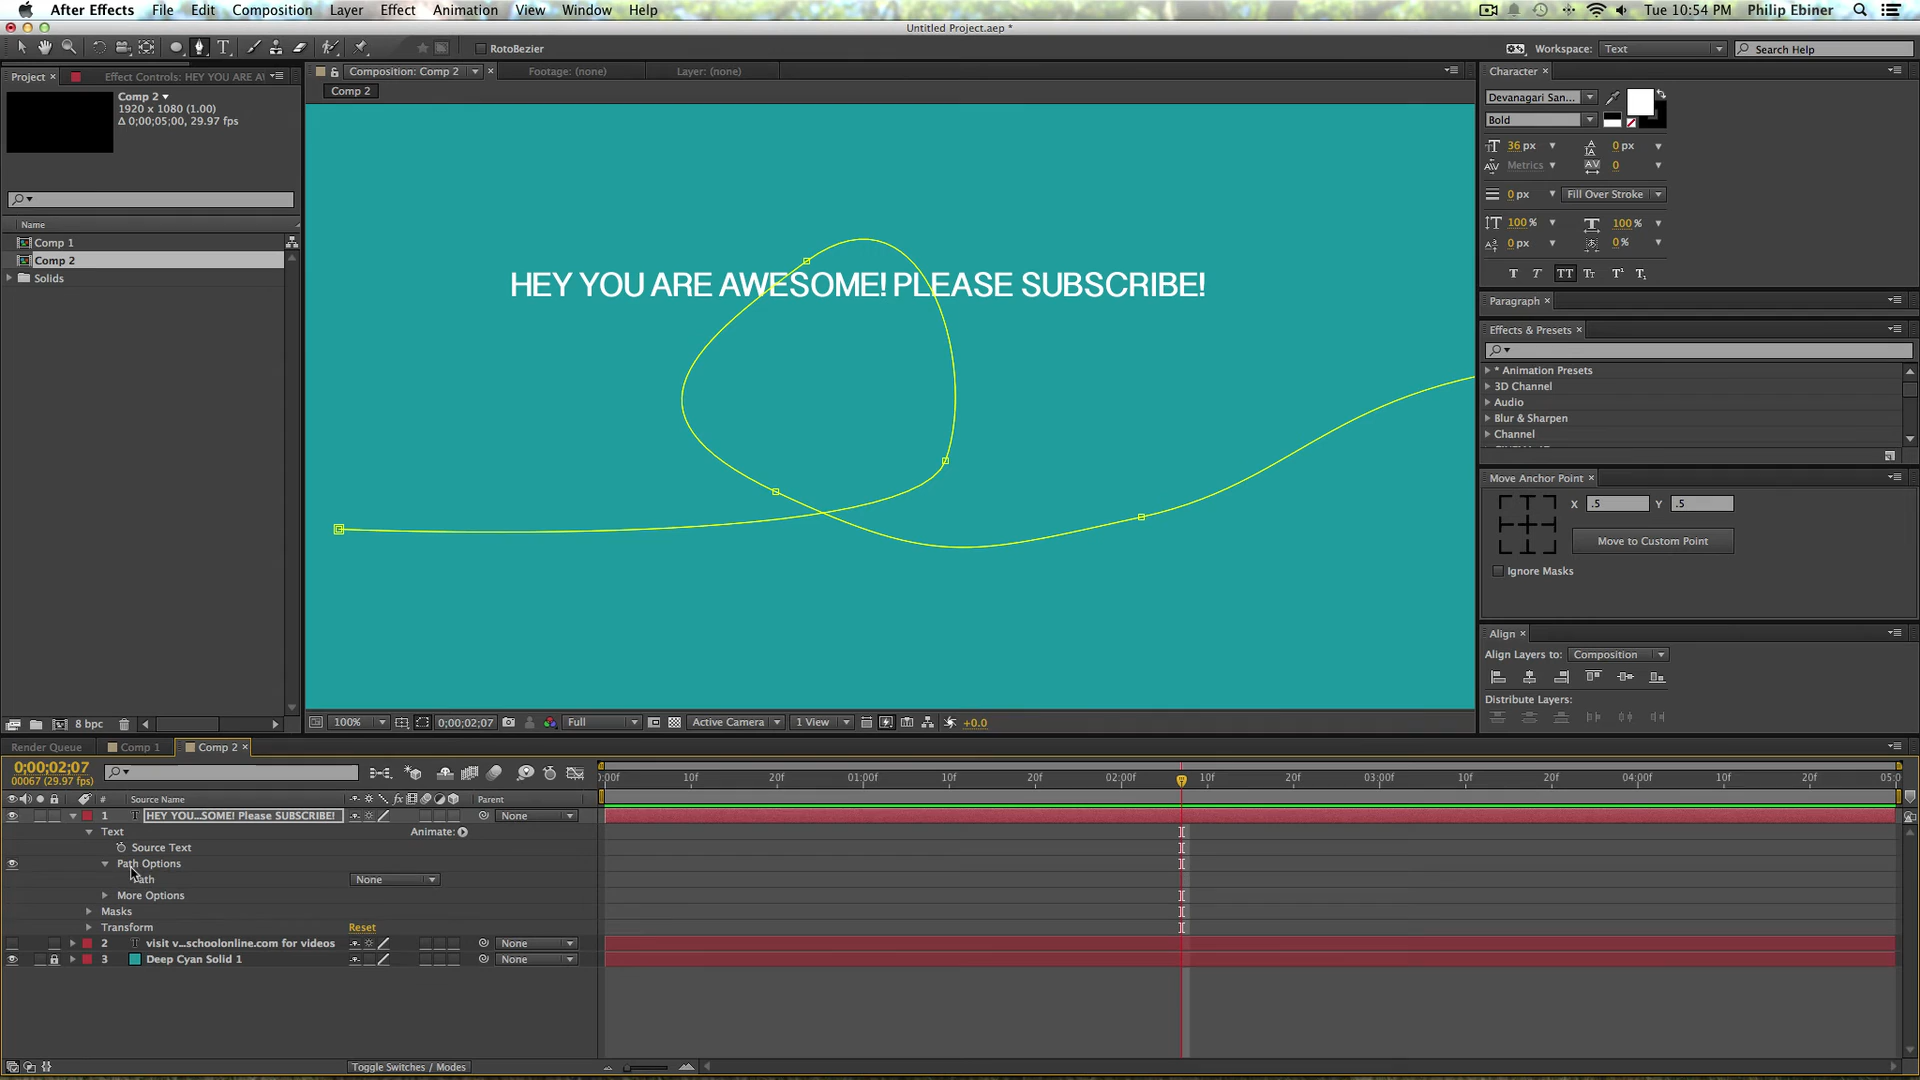 After Effects File Edit Composition Layer Effect Animation View Window Help Tue 10:54 PM Philip Ebiner
Untitled Project.aep *
RotoBezier Workspace: Text Search Help
Project × Effect Controls: HEY YOU ARE AV
Composition: Comp 2 × Footage: (none) Layer: (none)
Character ×
Comp 2
1920 x 1080 (1.00)
Δ 0;00;05;00, 29.97 fps
Comp 2
Devanagari San...
Bold
36 px 0 px
Metrics 0
0 px Fill Over Stroke
100 % 100 %
0 px 0 %
T T TT Tt T¹ T₁
Name
Comp 1
Comp 2
Solids
HEY YOU ARE AWESOME! PLEASE SUBSCRIBE!
Paragraph ×
Effects & Presets ×
* Animation Presets
3D Channel
Audio
Blur & Sharpen
Channel
Move Anchor Point ×
X .5 Y .5
Move to Custom Point
Ignore Masks
Align ×
Align Layers to: Composition
Distribute Layers:
8 bpc
100% 0;00;02;07 Full Active Camera 1 View +0.0
Render Queue Comp 1 Comp 2 ×
0;00;02;07
00067 (29.97 fps)
0:00f 10f 20f 01:00f 10f 20f 02:00f 10f 20f 03:00f 10f 20f 04:00f 10f 20f 05:0
# Source Name fx Parent
1 T HEY YOU...SOME! Please SUBSCRIBE! None
Text Animate:
Source Text
Path Options
Path None
More Options
Masks
Transform Reset
2 T visit v...schoolonline.com for videos None
3 Deep Cyan Solid 1 None
Toggle Switches / Modes